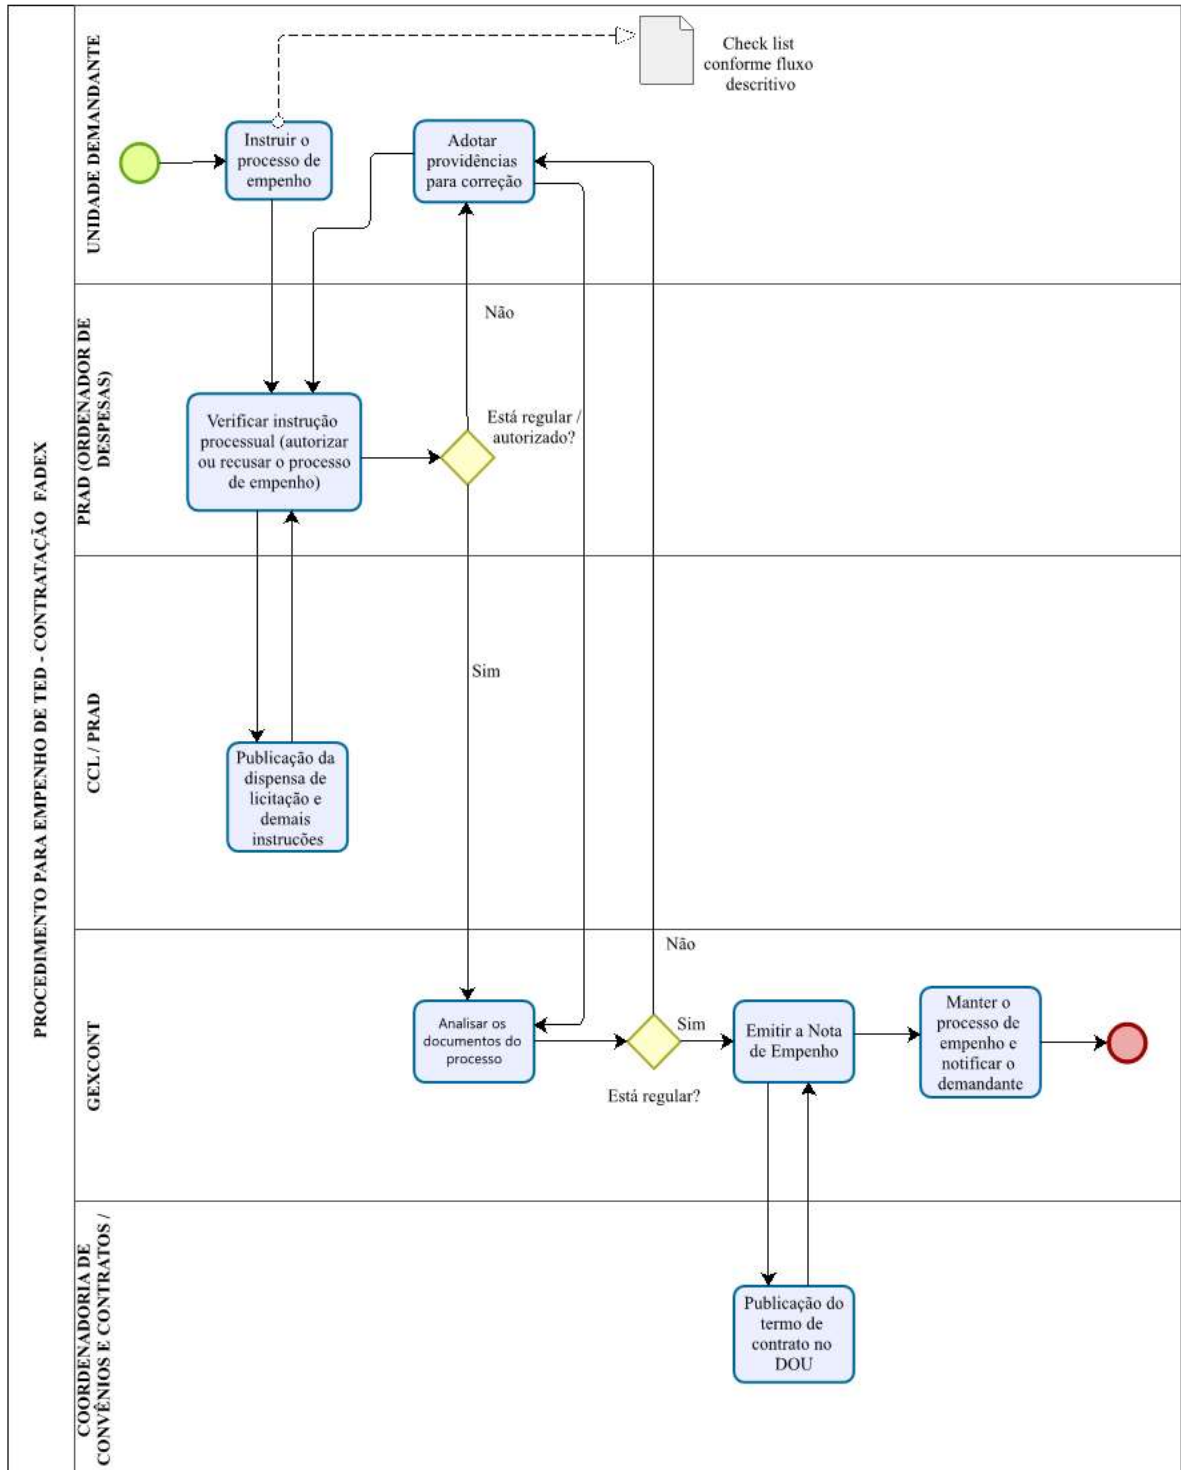 PROCEDIMENTO PARA EMPENHO DE TED - CONTRATAÇÃO FADEX
UNIDADE DEMANDANTE
Check list
conforme fluxo
descritivo
Instruir o
processo de
empenho
Adotar
providências
para correção
PRAD (ORDENADOR DE
DESPESAS)
Não
Verificar instrução
processual (autorizar
ou recusar o processo
de empenho)
Está regular /
autorizado?
CCL / PRAD
Sim
Publicação da
dispensa de
licitação e
demais
instrucões
GEXCONT
Não
Analisar os
documentos do
processo
Está regular?
Sim
Emitir a Nota
de Empenho
Manter o
processo de
empenho e
notificar o
demandante
COORDENADORIA DE
CONVÊNIOS E CONTRATOS /
Publicação do
termo de
contrato no
DOU